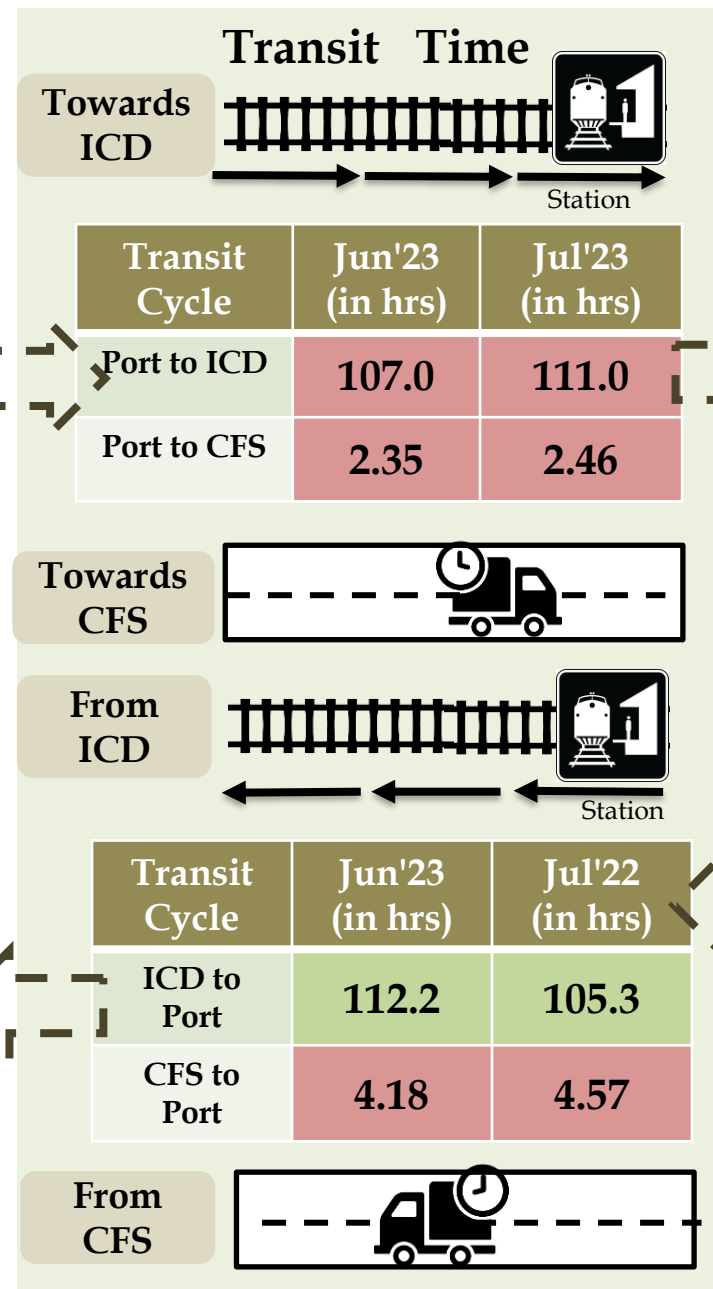 Transit Time
Towards
ICD
Station
Transit
Cycle
Jun'23
(in hrs)
Jul'23
(in hrs)
Port to ICD
107.0
111.0
Port to CFS
2.35
2.46
Towards
CFS
From
ICD
Station
Transit
Cycle
Jun'23
(in hrs)
Jul'22
(in hrs)
ICD to
Port
112.2
105.3
CFS to
Port
4.18
4.57
From
CFS